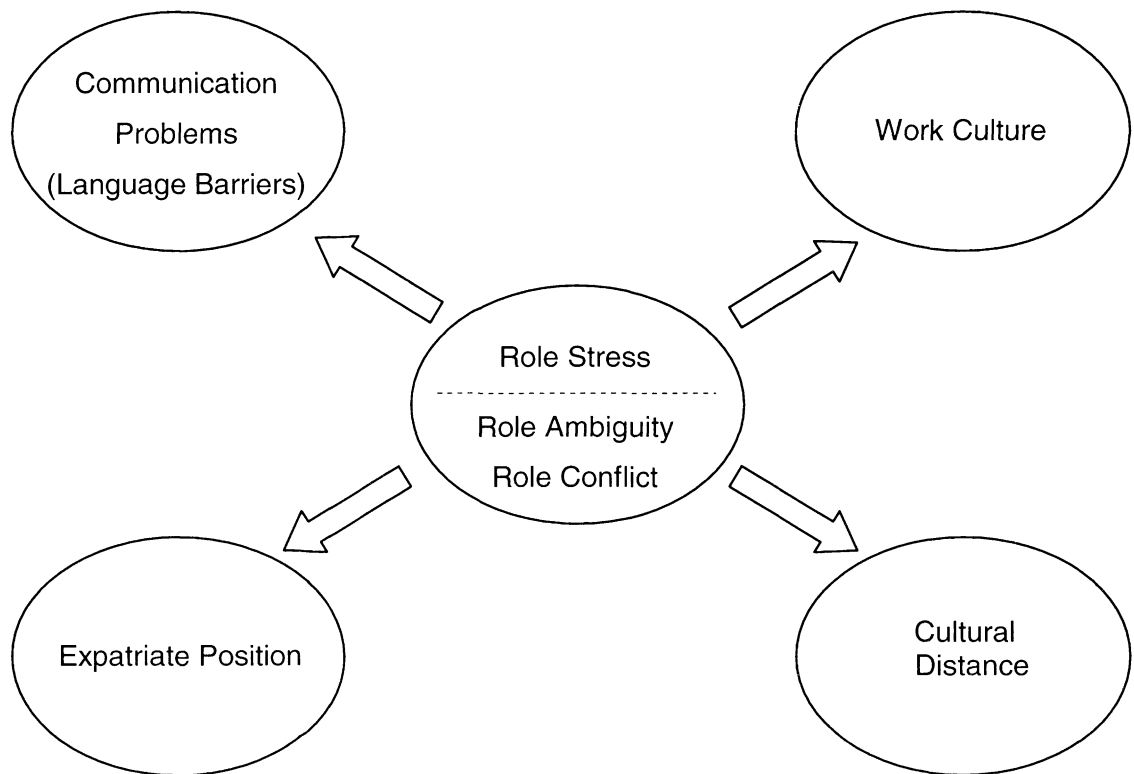 Communication
Problems
(Language Barriers)
Work Culture
Role Stress
Role Ambiguity
Role Conflict
Expatriate Position
Cultural
Distance